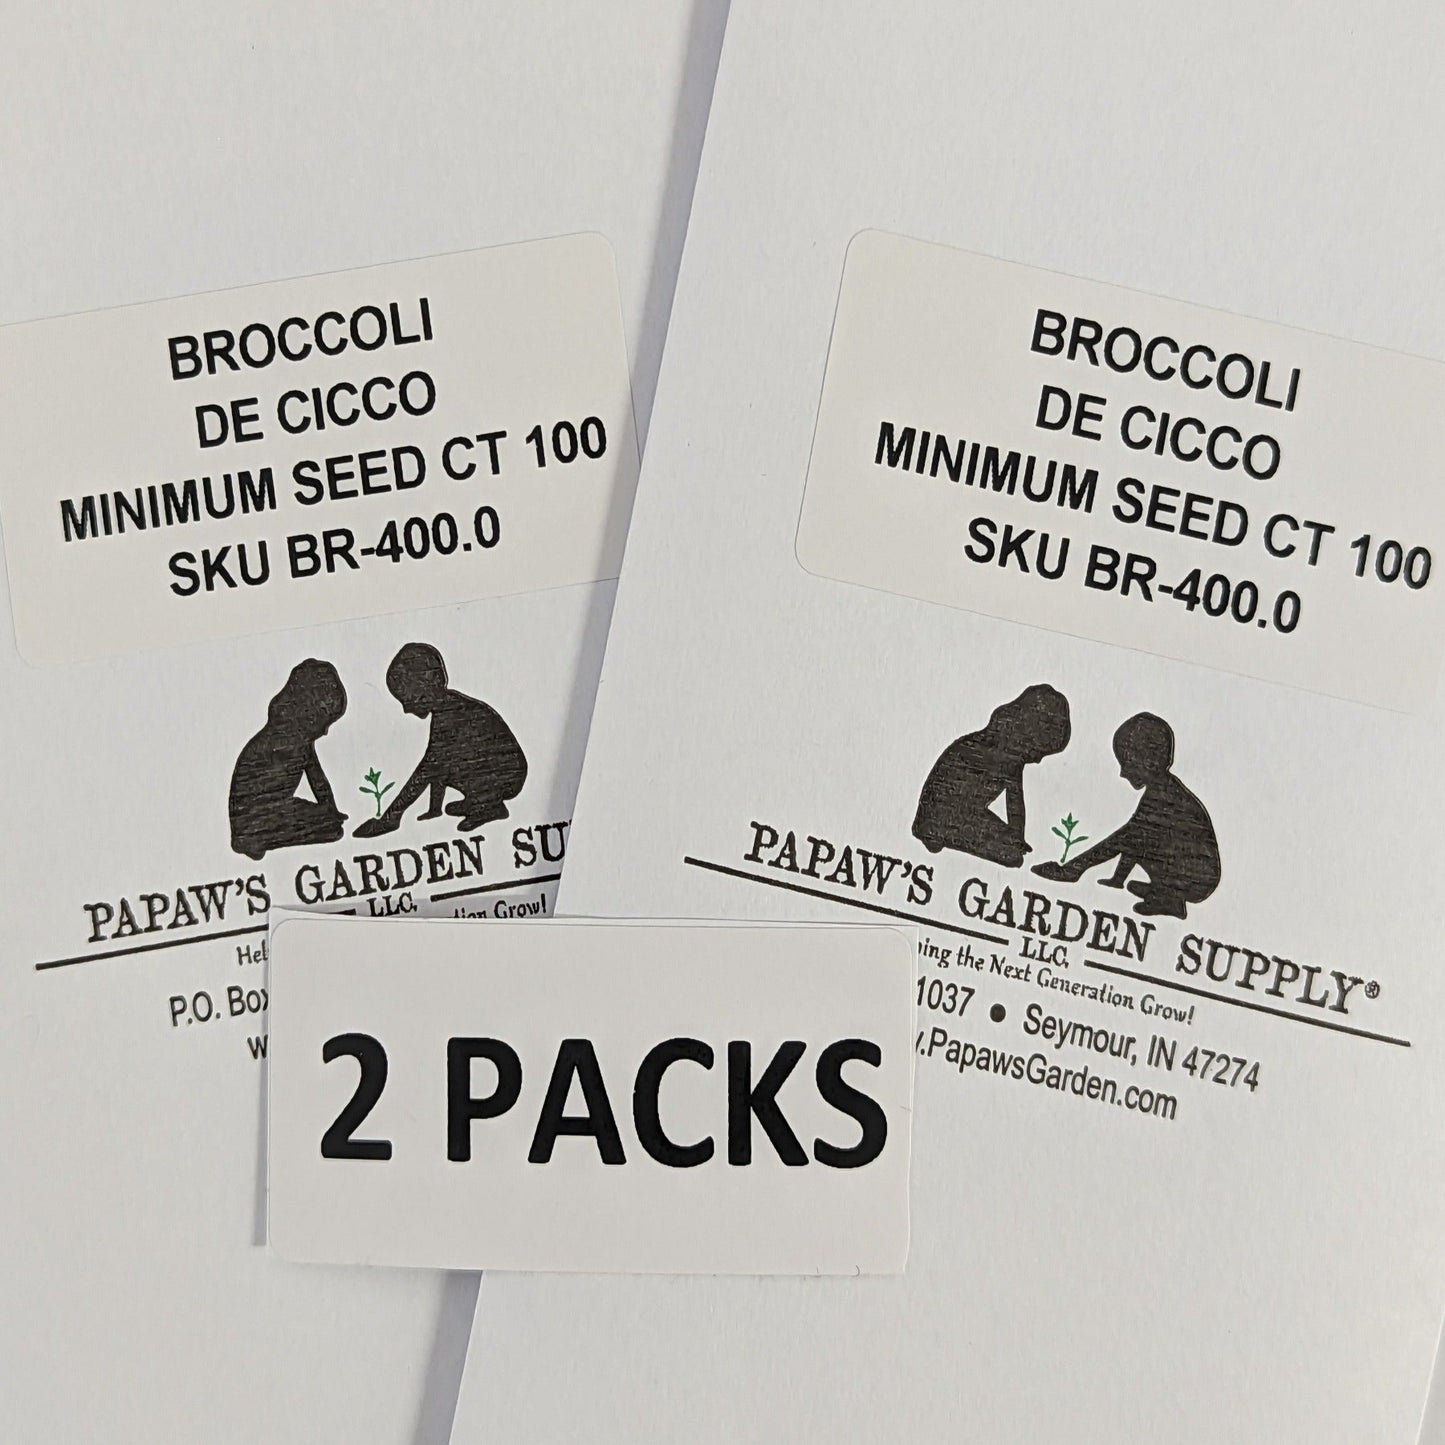 BROCCOLI
DE CICCO
MINIMUM SEED CT 100
SKU BR-400.0
PAPAW'S GARDEN
LLC.
Grow!
P.O. Box
BROCCOLI
DE CICCO
MINIMUM SEED CT 100
SKU BR-400.0
PAPAW'S GARDEN SUPPLY®
LLC.
the Next Generation Grow!
1037 • Seymour, IN 47274
.PapawsGarden.com
2 PACKS